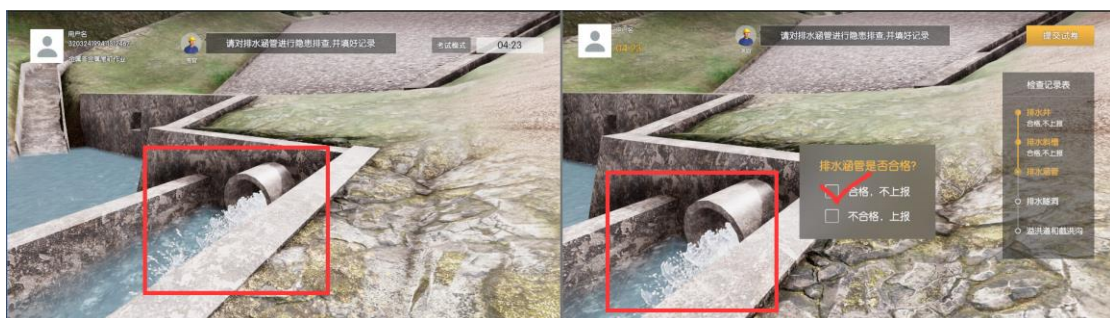 用户名
请对排水涵管进行隐患排查,并填好记录
考试模式
04:23
用户名
请对排水涵管进行隐患排查,并填好记录
提交试卷
检查记录表
排水井
合格,不上报
排水斜槽
合格,不上报
排水涵管
排水隧洞
溢洪道和截洪沟
排水涵管是否合格?
合格，不上报
不合格，上报